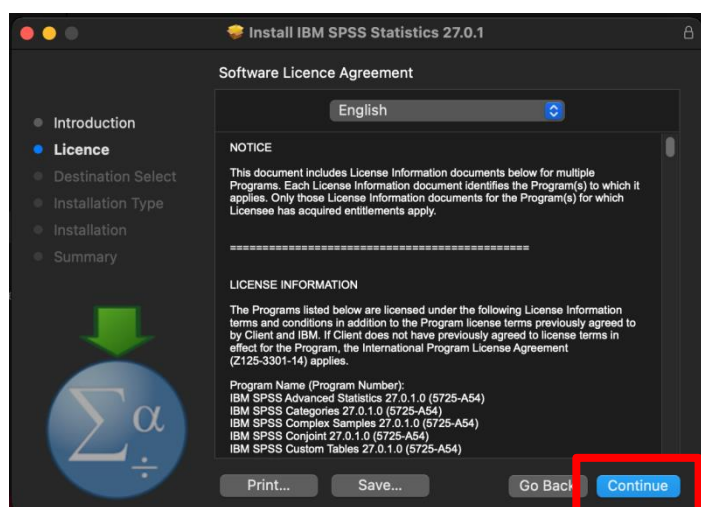 Install IBM SPSS Statistics 27.0.1
Software Licence Agreement
Introduction
Licence
Destination Select
Installation Type
Installation
Summary
English
NOTICE
This document includes License Information documents below for multiple
Programs. Each License Information document identifies the Program(s) to which it
applies. Only those License Information documents for the Program(s) for which
Licensee has acquired entitlements apply.
==============================================
LICENSE INFORMATION
The Programs listed below are licensed under the following License Information
terms and conditions in addition to the Program license terms previously agreed to
by Client and IBM. If Client does not have previously agreed to license terms in
effect for the Program, the International Program License Agreement
(Z125-3301-14) applies.
Program Name (Program Number):
IBM SPSS Advanced Statistics 27.0.1.0 (5725-A54)
IBM SPSS Categories 27.0.1.0 (5725-A54)
IBM SPSS Complex Samples 27.0.1.0 (5725-A54)
IBM SPSS Conjoint 27.0.1.0 (5725-A54)
IBM SPSS Custom Tables 27.0.1.0 (5725-A54)
Σα
÷
Print... Save... Go Back Continue